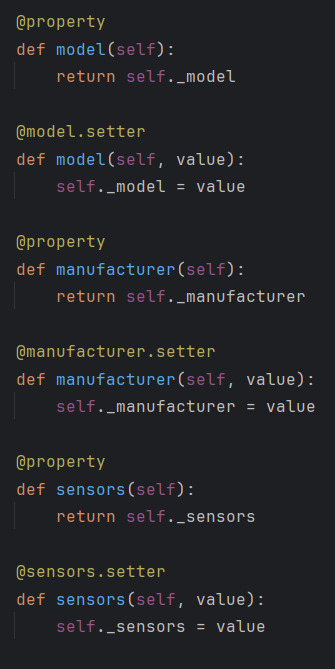 @property
def model(self):
    return self._model
@model.setter
def model(self, value):
    self._model = value
@property
def manufacturer(self):
    return self._manufacturer
@manufacturer.setter
def manufacturer(self, value):
    self._manufacturer = value
@property
def sensors(self):
    return self._sensors
@sensors.setter
def sensors(self, value):
    self._sensors = value